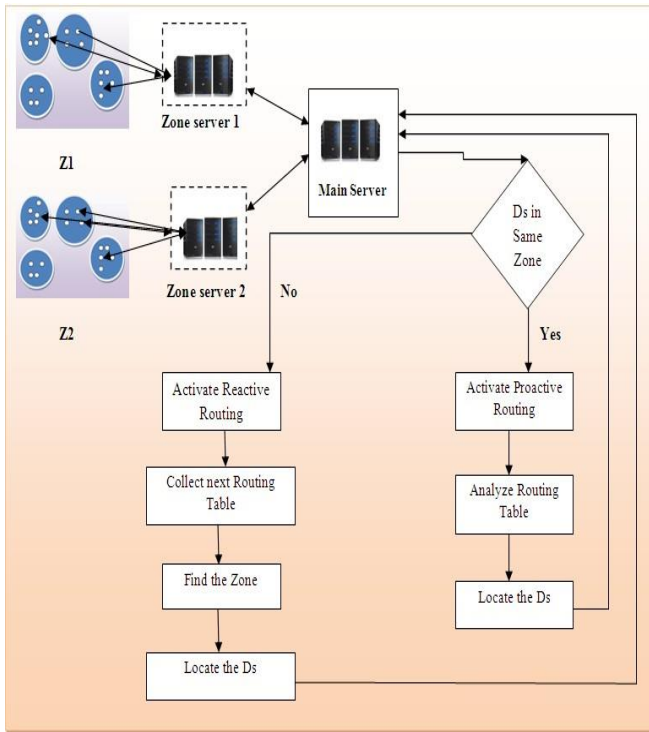 Zone server 1
Z1
Main Server
Ds in
Same
Zone
Zone server 2
Z2
No
Yes
Activate Reactive
Routing
Activate Proactive
Routing
Collect next Routing
Table
Analyze Routing
Table
Find the Zone
Locate the Ds
Locate the Ds